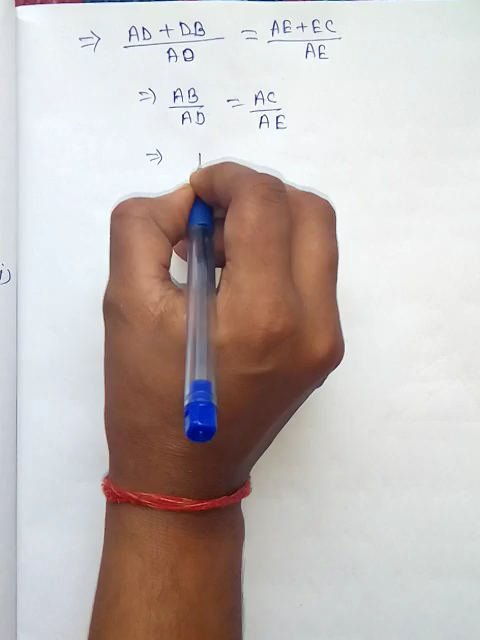 ⇒ AD + DB / AD = AE + EC / AE
⇒ AB / AD = AC / AE
⇒
i)